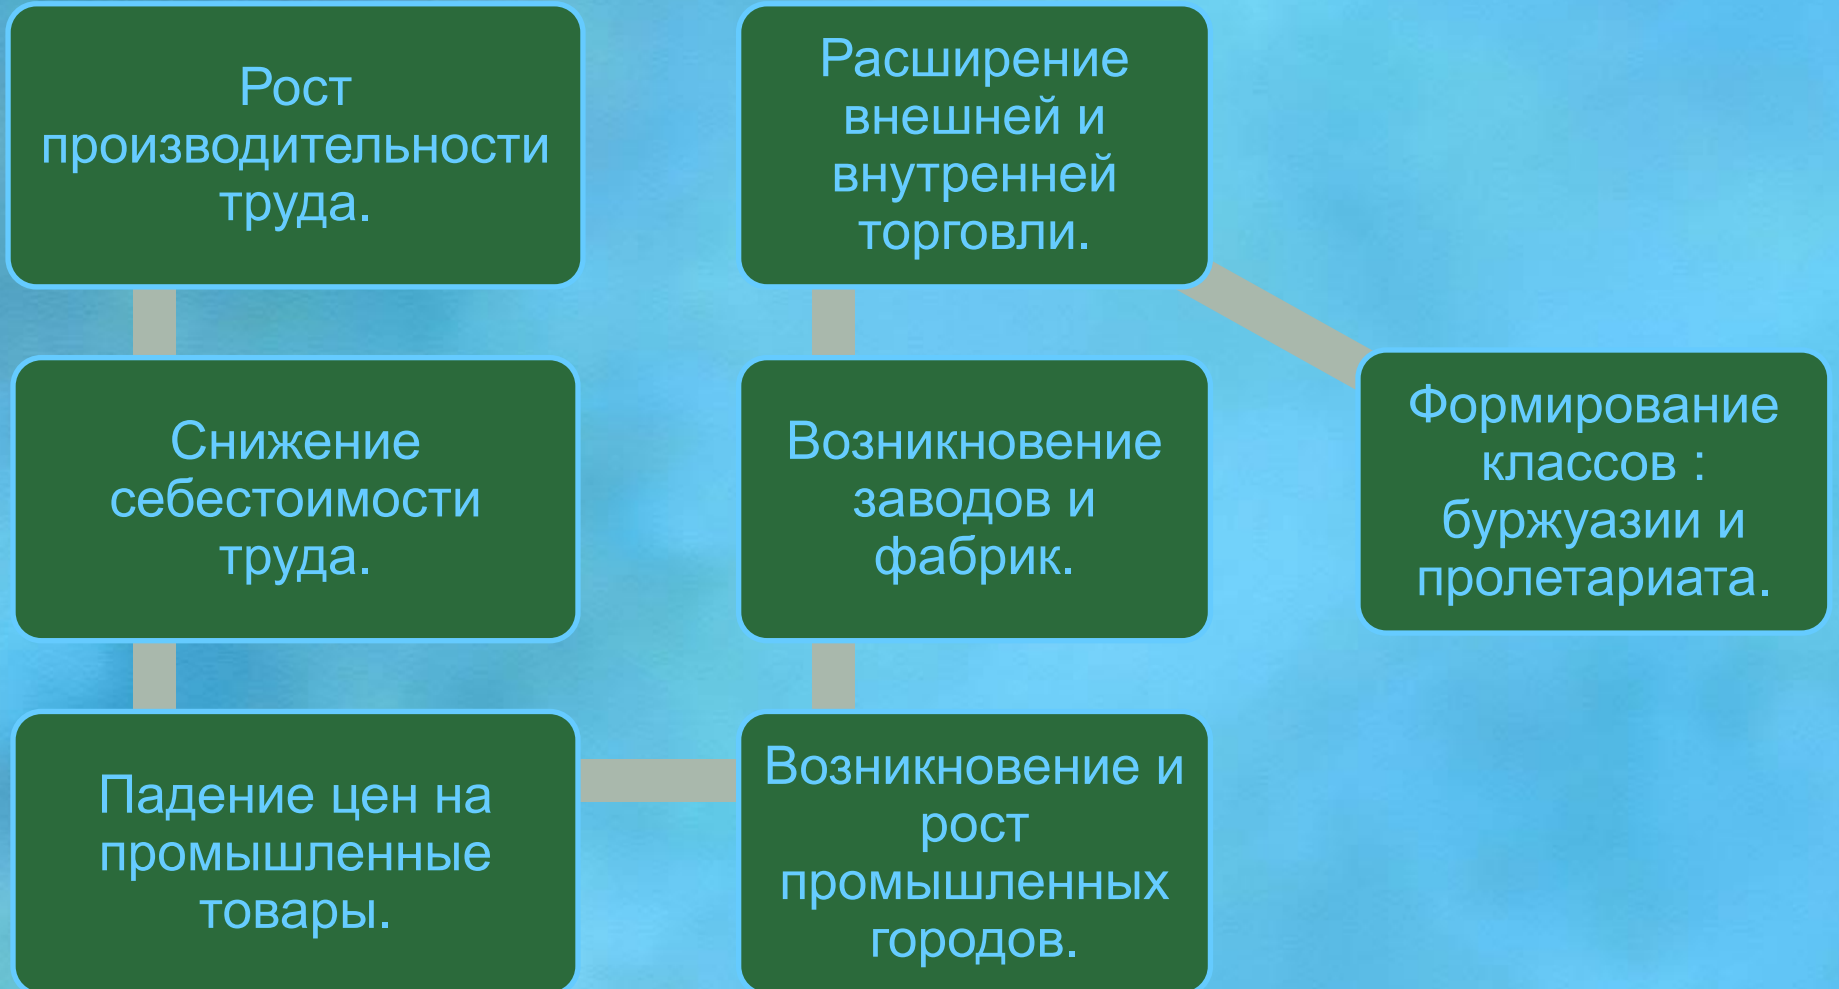 Рост
производительности
труда.
Снижение
себестоимости
труда.
Падение цен на
промышленные
товары.
Возникновение и
рост
промышленных
городов.
Возникновение
заводов и
фабрик.
Расширение
внешней и
внутренней
торговли.
Формирование
классов :
буржуазии и
пролетариата.